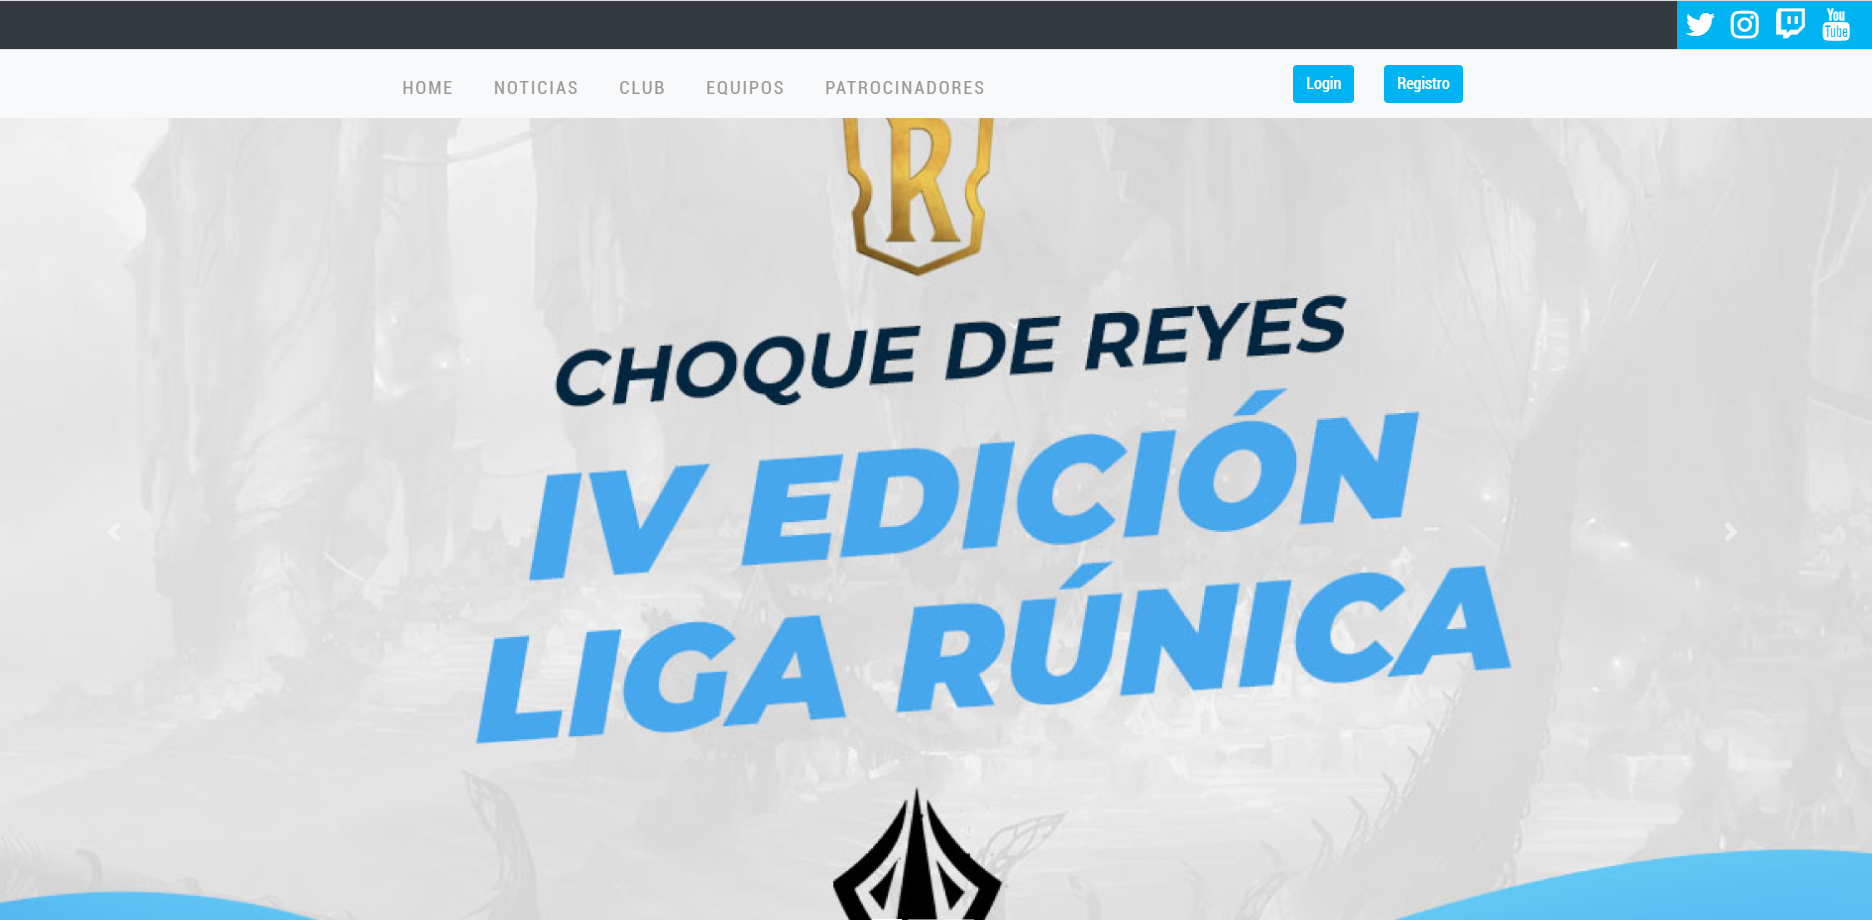 You
Tube
HOME NOTICIAS CLUB EQUIPOS PATROCINADORES Login Registro
R
CHOQUE DE REYES
IV EDICIÓN
LIGA RÚNICA